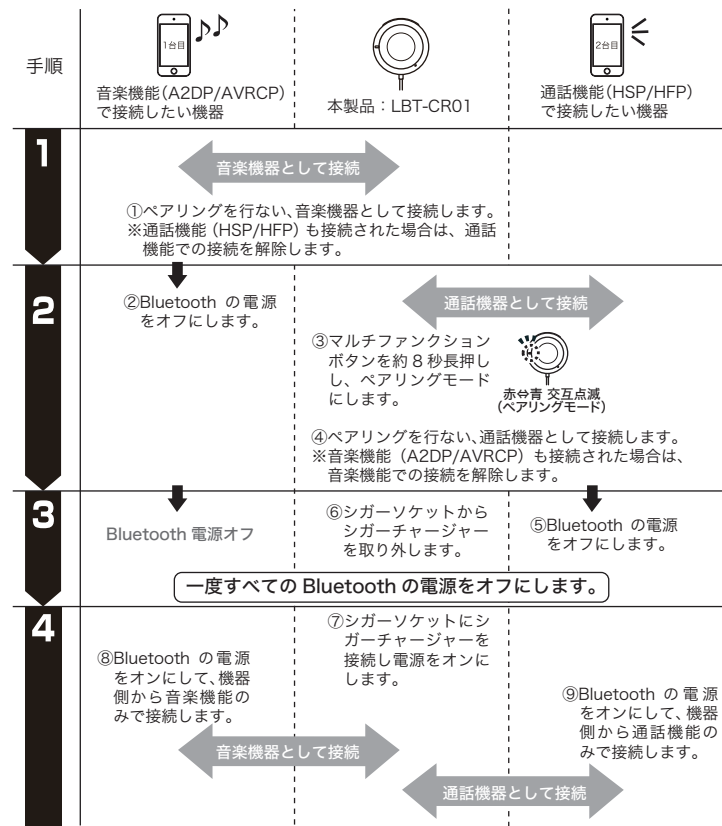 手順
1台目
音楽機能(A2DP/AVRCP)
で接続したい機器
本製品：LBT-CR01
2台目
通話機能(HSP/HFP)
で接続したい機器
1
音楽機器として接続
①ペアリングを行ない、音楽機器として接続します。
※通話機能（HSP/HFP）も接続された場合は、通話
機能での接続を解除します。
2
②Bluetooth の電源
をオフにします。
通話機器として接続
③マルチファンクション
ボタンを約８秒長押し
し、ペアリングモード
にします。
赤⇔青 交互点滅
(ペアリングモード)
④ペアリングを行ない、通話機器として接続します。
※音楽機能（A2DP/AVRCP）も接続された場合は、
音楽機能での接続を解除します。
3
Bluetooth 電源オフ
⑥シガーソケットから
シガーチャージャー
を取り外します。
⑤Bluetooth の電源
をオフにします。
一度すべての Bluetooth の電源をオフにします。
4
⑦シガーソケットにシ
ガーチャージャーを
接続し電源をオンに
します。
⑧Bluetooth の電源
をオンにして、機器
側から音楽機能の
みで接続します。
⑨Bluetooth の電源
をオンにして、機器
側から通話機能の
みで接続します。
音楽機器として接続
通話機器として接続